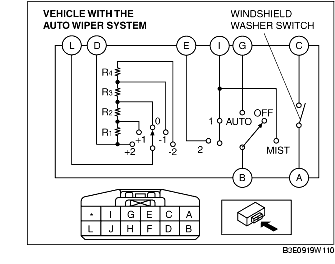 VEHICLE WITH THE
AUTO WIPER SYSTEM
WINDSHIELD
WASHER SWITCH
L D E I G C
R4
R3
R2
R1
0
+1 -1
+2 -2
1
2
AUTO OFF
MIST
B A
* I G E C A
L J H F D B
B3E0919W110